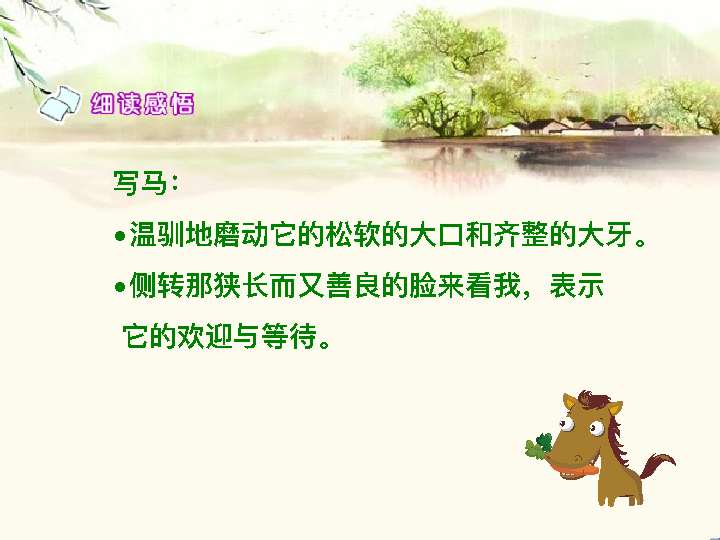 细读感悟
写马：
•温驯地磨动它的松软的大口和齐整的大牙。
•侧转那狭长而又善良的脸来看我，表示
它的欢迎与等待。